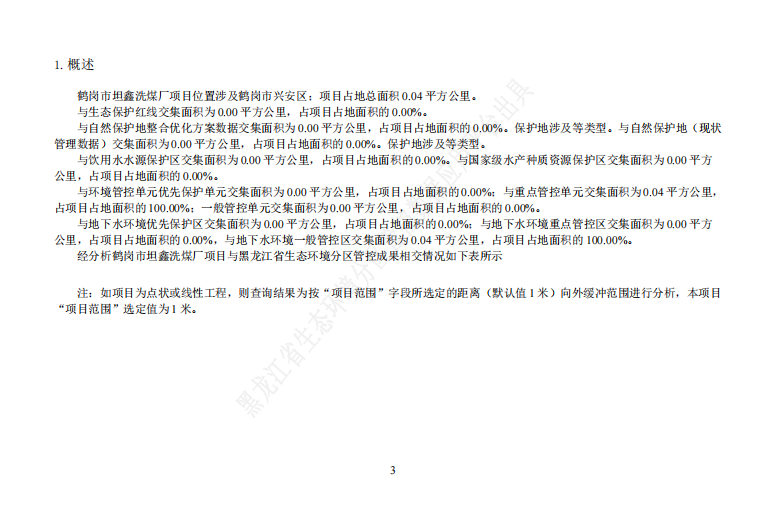 1. 概述
鹤岗市坦鑫洗煤厂项目位置涉及鹤岗市兴安区；项目占地总面积 0.04 平方公里。
与生态保护红线交集面积为 0.00 平方公里，占项目占地面积的 0.00%。
与自然保护地整合优化方案数据交集面积为 0.00 平方公里，占项目占地面积的 0.00%。保护地涉及等类型。与自然保护地（现状
管理数据）交集面积为 0.00 平方公里，占项目占地面积的 0.00%。保护地涉及等类型。
与饮用水水源保护区交集面积为 0.00 平方公里，占项目占地面积的 0.00%。与国家级水产种质资源保护区交集面积为 0.00 平方
公里，占项目占地面积的 0.00%。
与环境管控单元优先保护单元交集面积为 0.00 平方公里，占项目占地面积的 0.00%；与重点管控单元交集面积为 0.04 平方公里，
占项目占地面积的 100.00%；一般管控单元交集面积为 0.00 平方公里，占项目占地面积的 0.00%。
与地下水环境优先保护区交集面积为 0.00 平方公里，占项目占地面积的 0.00%；与地下水环境重点管控区交集面积为 0.00 平方
公里，占项目占地面积的 0.00%，与地下水环境一般管控区交集面积为 0.04 平方公里，占项目占地面积的 100.00%。
经分析鹤岗市坦鑫洗煤厂项目与黑龙江省生态环境分区管控成果相交情况如下表所示
注：如项目为点状或线性工程，则查询结果为按“项目范围”字段所选定的距离（默认值 1 米）向外缓冲范围进行分析，本项目
“项目范围”选定值为 1 米。
黑龙江省生态环境分
台出具
3